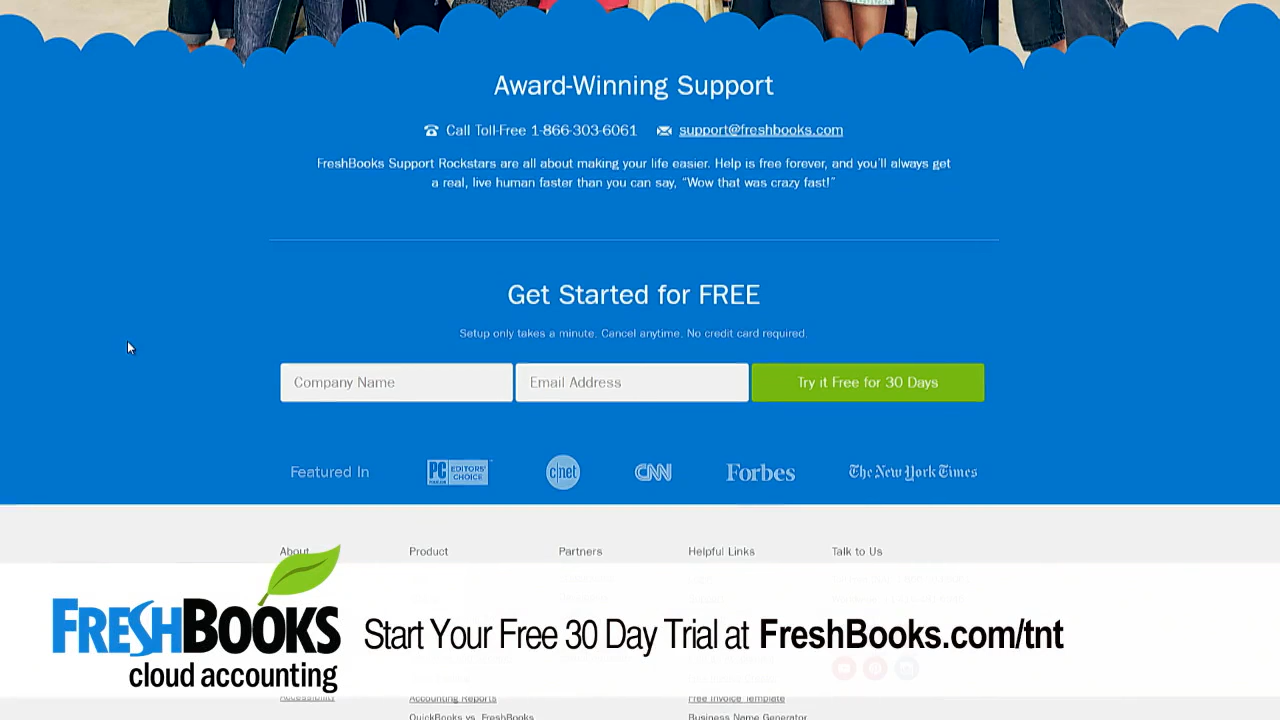 Award-Winning Support
Call Toll-Free 1-866-303-6061 support@freshbooks.com
FreshBooks Support Rockstars are all about making your life easier. Help is free forever, and you'll always get
a real, live human faster than you can say, “Wow that was crazy fast!”
Get Started for FREE
Setup only takes a minute. Cancel anytime. No credit card required.
Company Name Email Address Try it Free for 30 Days
Featured In PC EDITORS' CHOICE c|net CNN Forbes The New York Times
About Product Partners Helpful Links Talk to Us
FRESHBOOKS
cloud accounting
Start Your Free 30 Day Trial at FreshBooks.com/tnt
Accessibility Accounting Reports Free Invoice Template
QuickBooks vs. FreshBooks Business Name Generator